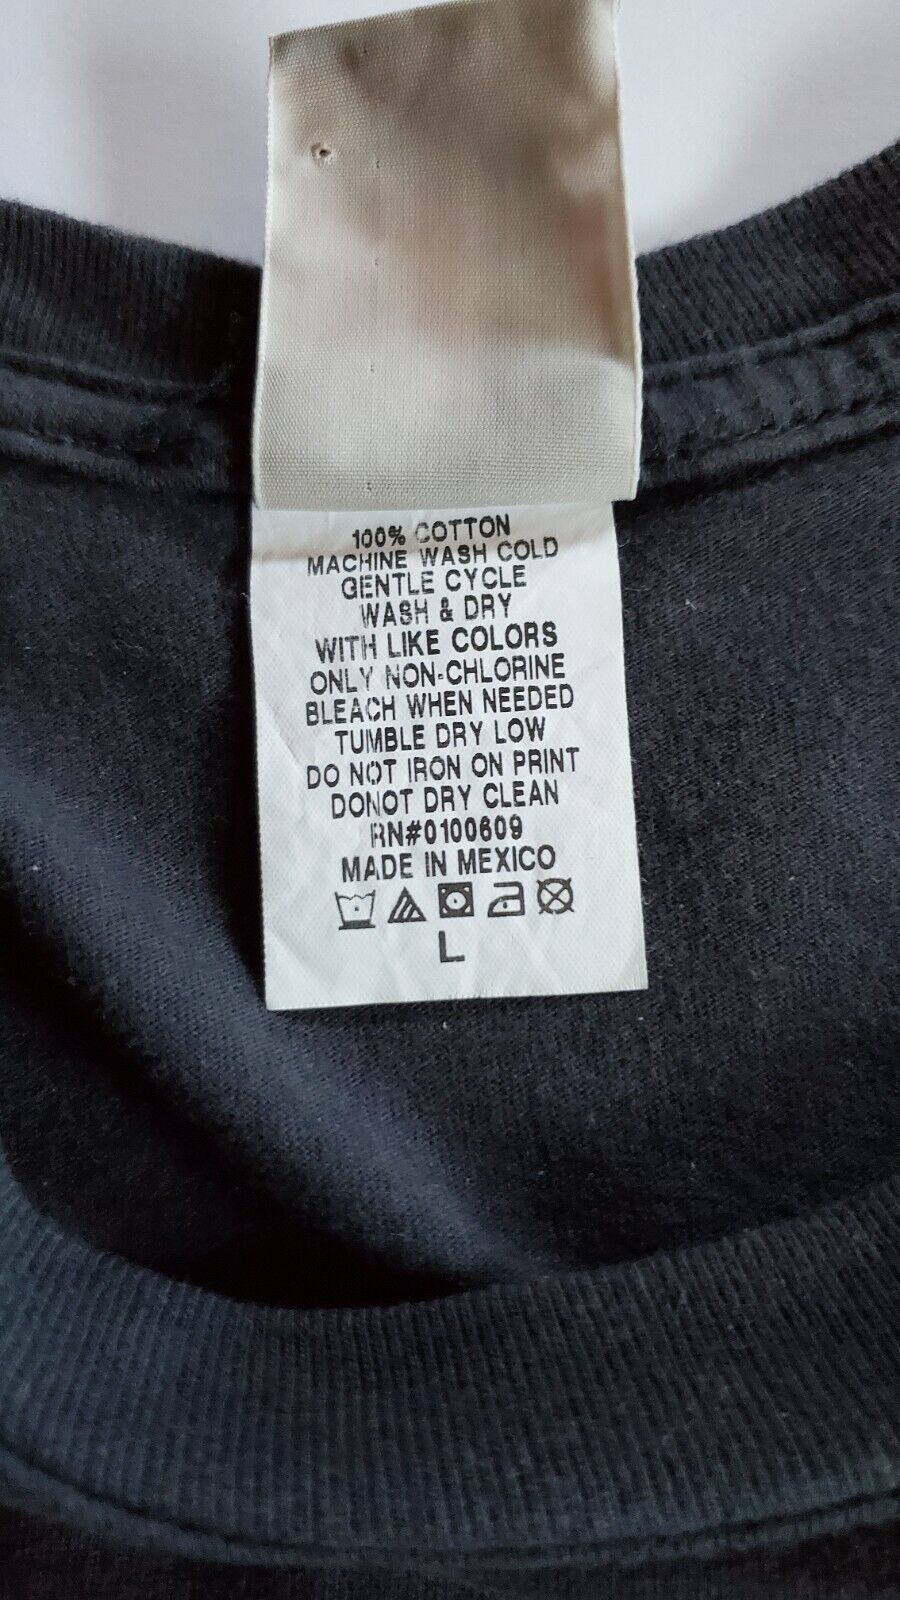 100% COTTON
MACHINE WASH COLD
GENTLE CYCLE
WASH & DRY
WITH LIKE COLORS
ONLY NON-CHLORINE
BLEACH WHEN NEEDED
TUMBLE DRY LOW
DO NOT IRON ON PRINT
DONOT DRY CLEAN
RN#0100609
MADE IN MEXICO
L